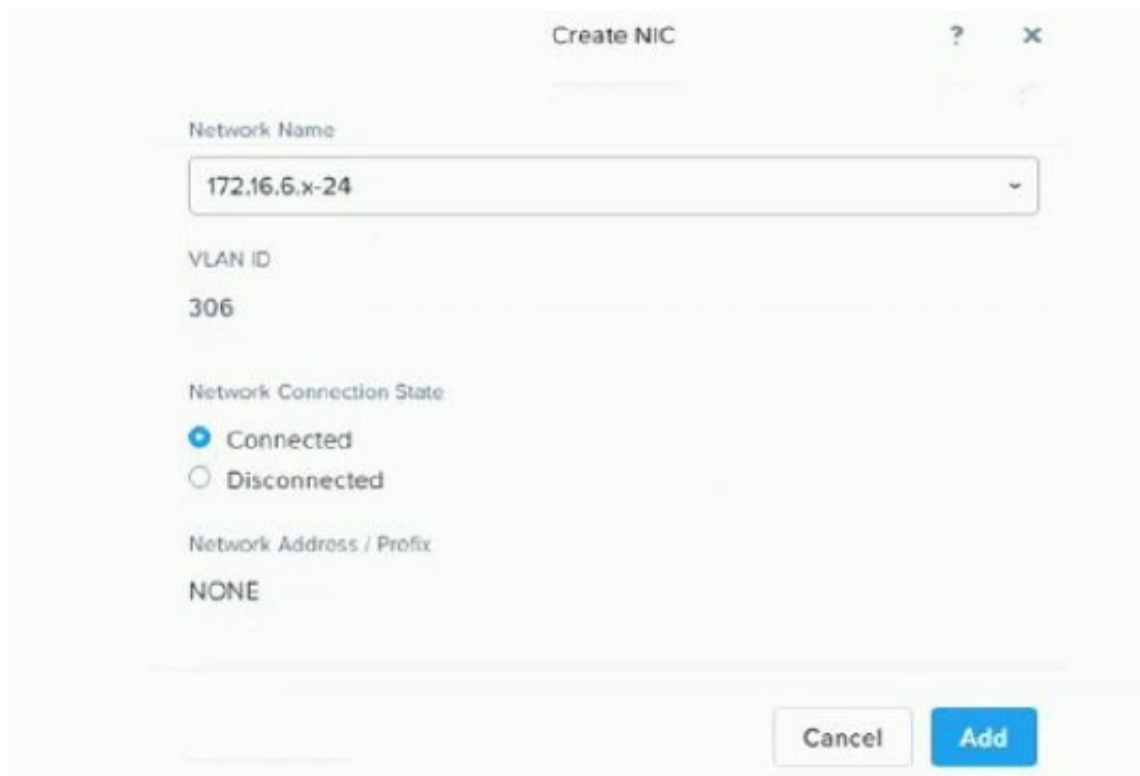 Create NIC ? ×
Network Name
172.16.6.x-24
VLAN ID
306
Network Connection State
Connected
Disconnected
Network Address / Prefix
NONE
Cancel Add